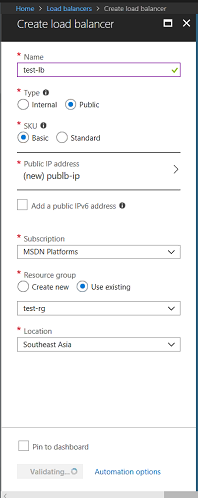 Home > Load balancers > Create load balancer
Create load balancer
* Name
test-lb
* Type
Internal Public
* SKU
Basic Standard
* Public IP address
(new) publb-ip
Add a public IPv6 address
* Subscription
MSDN Platforms
* Resource group
Create new Use existing
test-rg
* Location
Southeast Asia
Pin to dashboard
Validating... Automation options